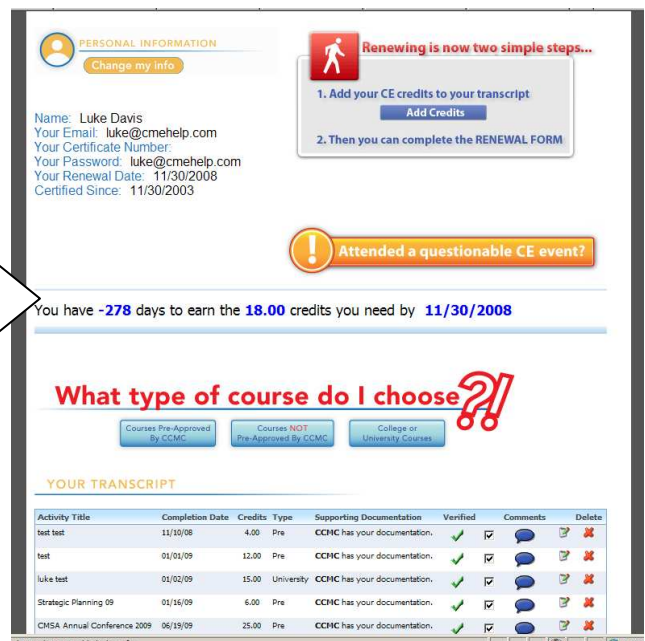 PERSONAL INFORMATION
Change my info
Name: Luke Davis
Your Email: luke@cmehelp.com
Your Certificate Number:
Your Password: luke@cmehelp.com
Your Renewal Date: 11/30/2008
Certified Since: 11/30/2003
Renewing is now two simple steps...
1. Add your CE credits to your transcript
Add Credits
2. Then you can complete the RENEWAL FORM
Attended a questionable CE event?
You have -278 days to earn the 18.00 credits you need by 11/30/2008
What type of course do I choose?!
Courses Pre-Approved
By CCMC
Courses NOT
Pre-Approved By CCMC
College or
University Courses
YOUR TRANSCRIPT
Activity Title Completion Date Credits Type Supporting Documentation Verified Comments Delete
test test 11/10/08 4.00 Pre CCMC has your documentation.
test 01/01/09 12.00 Pre CCMC has your documentation.
luke test 01/02/09 15.00 University CCMC has your documentation.
Strategic Planning 09 01/16/09 6.00 Pre CCMC has your documentation.
CMSA Annual Conference 2009 06/19/09 25.00 Pre CCMC has your documentation.